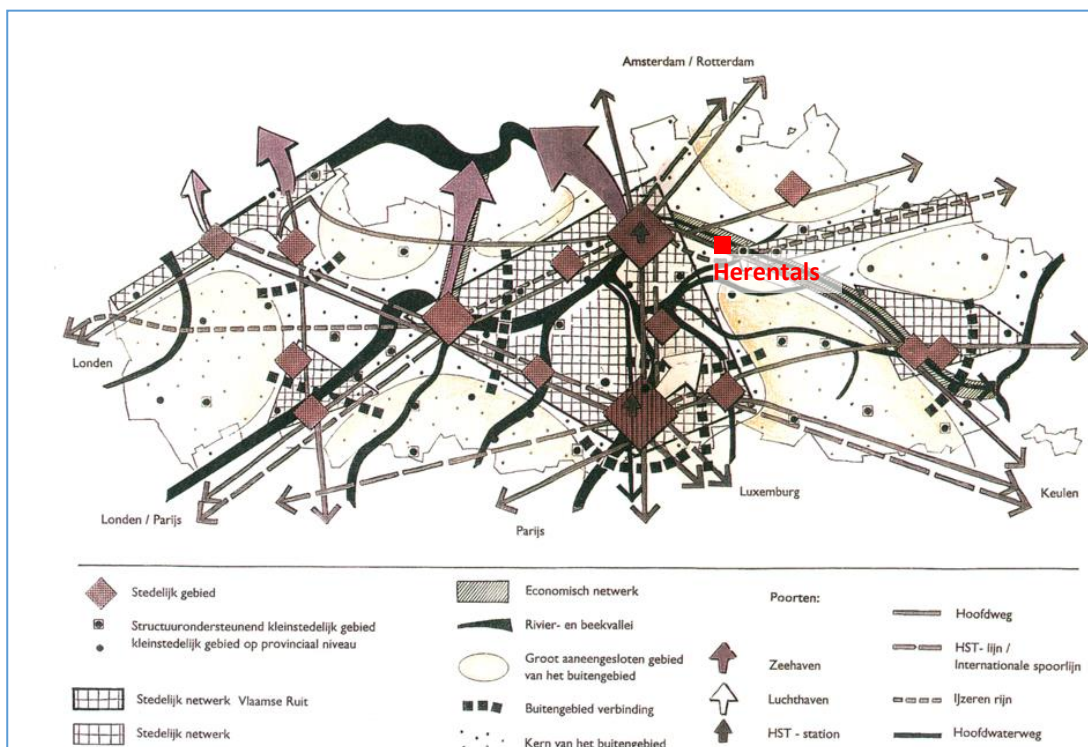 Amsterdam / Rotterdam
Herentals
Londen
Londen / Parijs
Parijs
Luxemburg
Keulen
Stedelijk gebied
Structuurondersteunend kleinstedelijk gebied
kleinstedelijk gebied op provinciaal niveau
Stedelijk netwerk Vlaamse Ruit
Stedelijk netwerk
Economisch netwerk
Rivier- en beekvallei
Groot aaneengesloten gebied
van het buitengebied
Buitengebied verbinding
Kern van het buitengebied
Poorten:
Zeehaven
Luchthaven
HST - station
Hoofdweg
HST- lijn /
Internationale spoorlijn
IJzeren rijn
Hoofdwaterweg